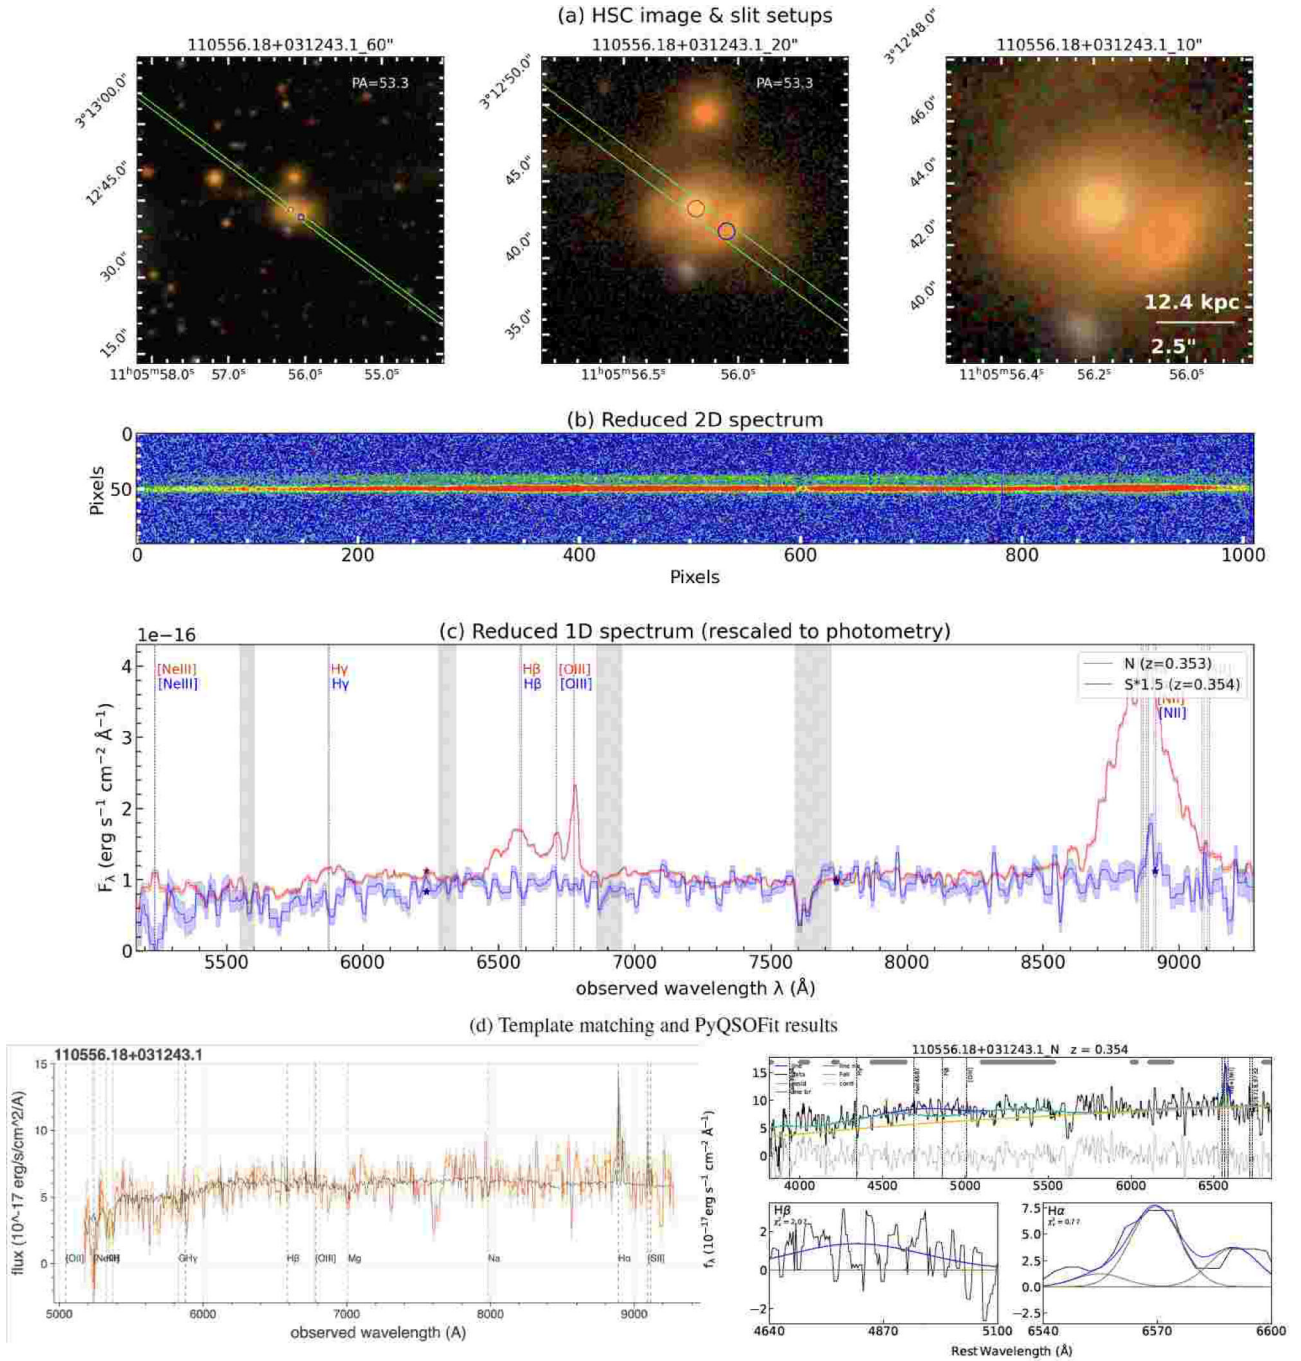 (a) HSC image & slit setups
110556.18+031243.1_60"
110556.18+031243.1_20"
110556.18+031243.1_10"
PA=53.3
PA=53.3
3°13'00.0"
12'45.0"
30.0"
15.0"
11ʰ05ᵐ58.0ˢ 57.0ˢ 56.0ˢ 55.0ˢ
3°12'50.0"
45.0"
40.0"
35.0"
11ʰ05ᵐ56.5ˢ 56.0ˢ
3°12'48.0"
46.0"
44.0"
42.0"
40.0"
12.4 kpc
2.5"
11ʰ05ᵐ56.4ˢ 56.2ˢ 56.0ˢ
(b) Reduced 2D spectrum
Pixels
0
50
0 200 400 600 800 1000
Pixels
(c) Reduced 1D spectrum (rescaled to photometry)
1e−16
[NeIII] Hγ Hβ [OIII] [NII]
[NeIII] Hγ Hβ [OIII] [NII]
N (z=0.353)
S*1.5 (z=0.354)
F_λ (erg s⁻¹ cm⁻² Å⁻¹)
4
3
2
1
0
5500 6000 6500 7000 7500 8000 8500 9000
observed wavelength λ (Å)
(d) Template matching and PyQSOFit results
110556.18+031243.1
flux (10^-17 erg/s/cm^2/A)
15
10
5
0
[OII] GHγ Hβ [OIII] Mg Na Hα [SII]
5000 6000 7000 8000 9000
observed wavelength (A)
110556.18+031243.1_N z = 0.354
f_λ (10⁻¹⁷ erg s⁻¹ cm⁻² Å⁻¹)
15
10
5
0
4000 4500 5000 5500 6000 6500
Hβ
2
0
−2
4640 4870 5100
Hα
7.5
5.0
2.5
0.0
−2.5
6540 6570 6600
Rest Wavelength (Å)